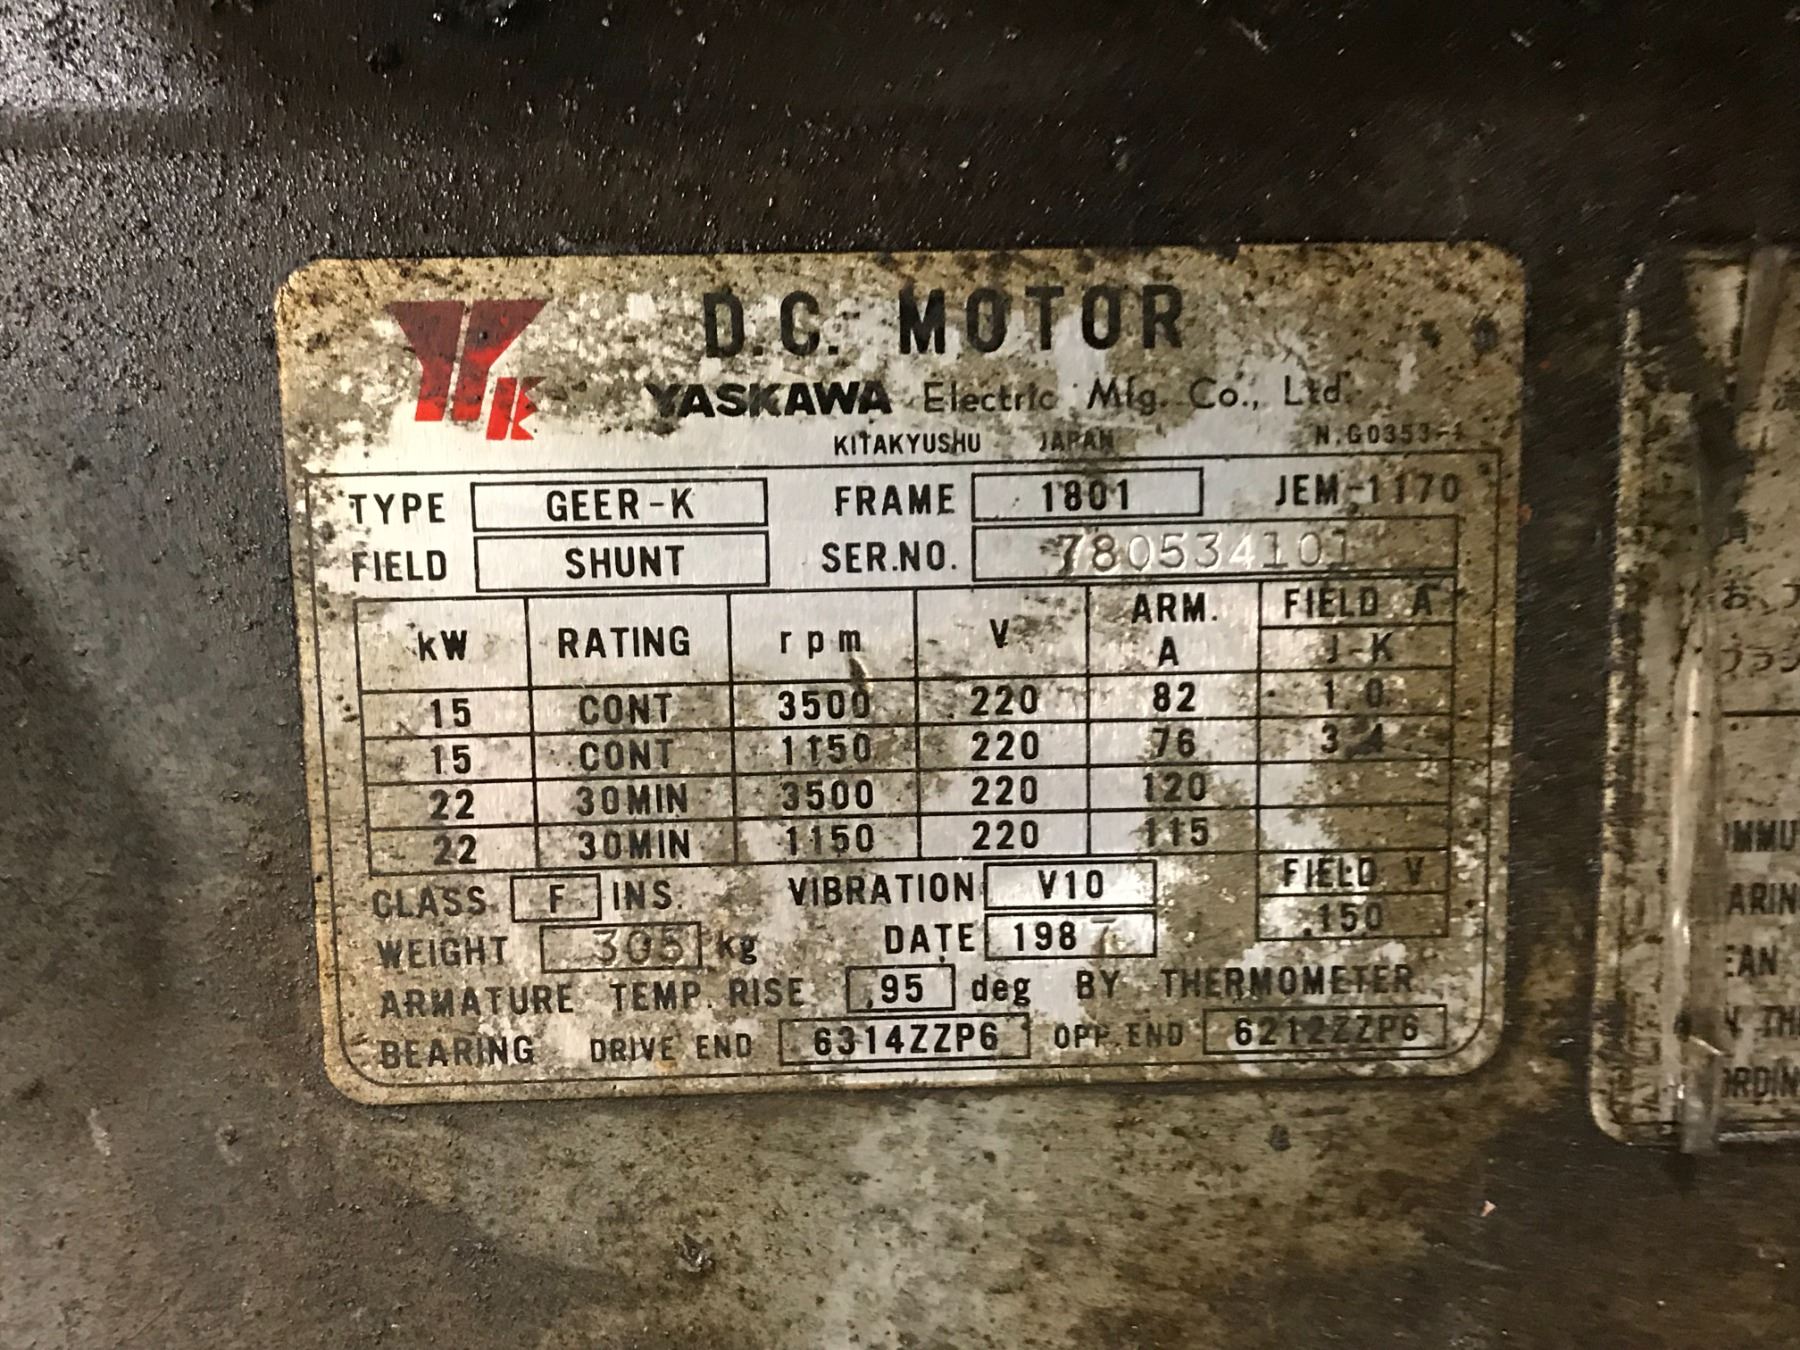 D.C. MOTOR
YASKAWA Electric Mfg. Co., Ltd.
KITAKYUSHU JAPAN N.G0353-1
TYPE GEER-K FRAME 1801 JEM-1170
FIELD SHUNT SER.NO. 780534101
kW RATING rpm V ARM. A FIELD A J-K
15 CONT 3500 220 82 1.0
15 CONT 1150 220 76 3.4
22 30MIN 3500 220 120
22 30MIN 1150 220 115
CLASS F INS. VIBRATION V10 FIELD V
WEIGHT 305 kg DATE 1987 150
ARMATURE TEMP. RISE 95 deg BY THERMOMETER
BEARING DRIVE END 6314ZZP6 OPP. END 6212ZZP6